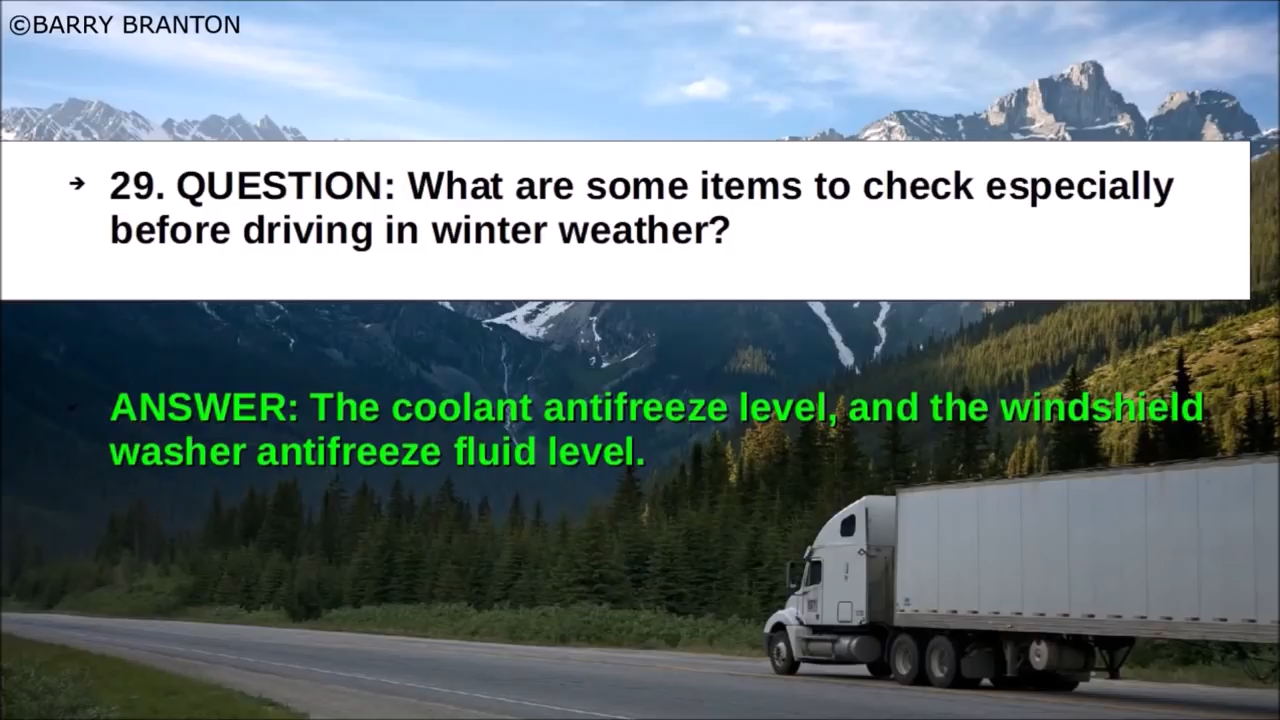 ©BARRY BRANTON
➔ 29. QUESTION: What are some items to check especially
before driving in winter weather?
ANSWER: The coolant antifreeze level, and the windshield
washer antifreeze fluid level.